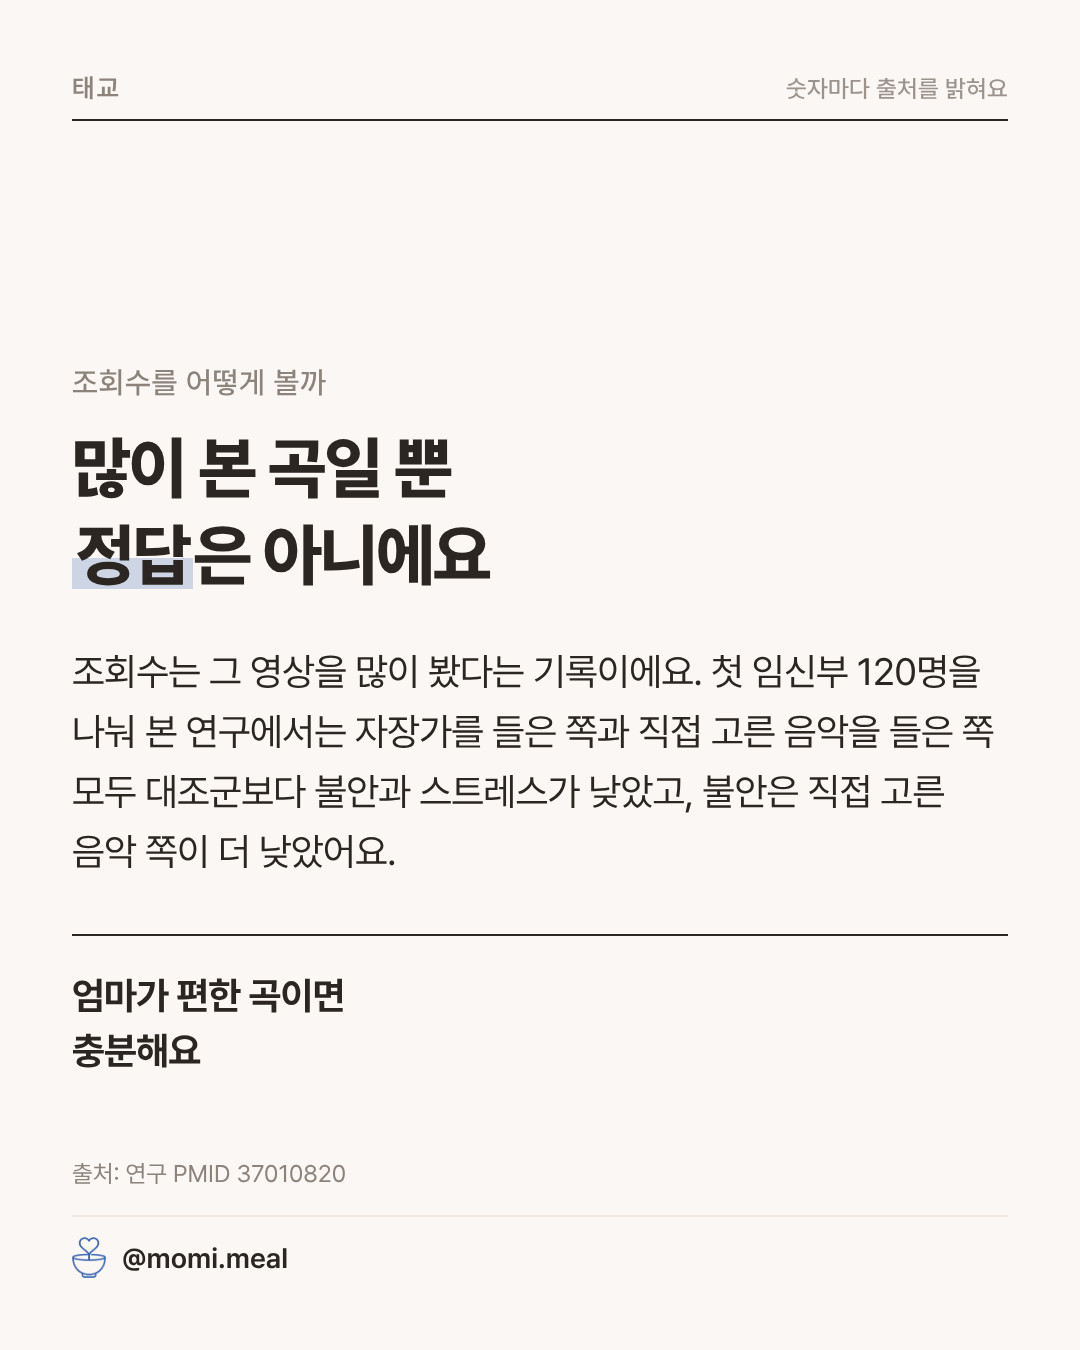 태교
숫자마다 출처를 밝혀요
조회수를 어떻게 볼까
많이 본 곡일 뿐
정답은 아니에요
조회수는 그 영상을 많이 봤다는 기록이에요. 첫 임신부 120명을
나눠 본 연구에서는 자장가를 들은 쪽과 직접 고른 음악을 들은 쪽
모두 대조군보다 불안과 스트레스가 낮았고, 불안은 직접 고른
음악 쪽이 더 낮았어요.
엄마가 편한 곡이면
충분해요
출처: 연구 PMID 37010820
@momi.meal